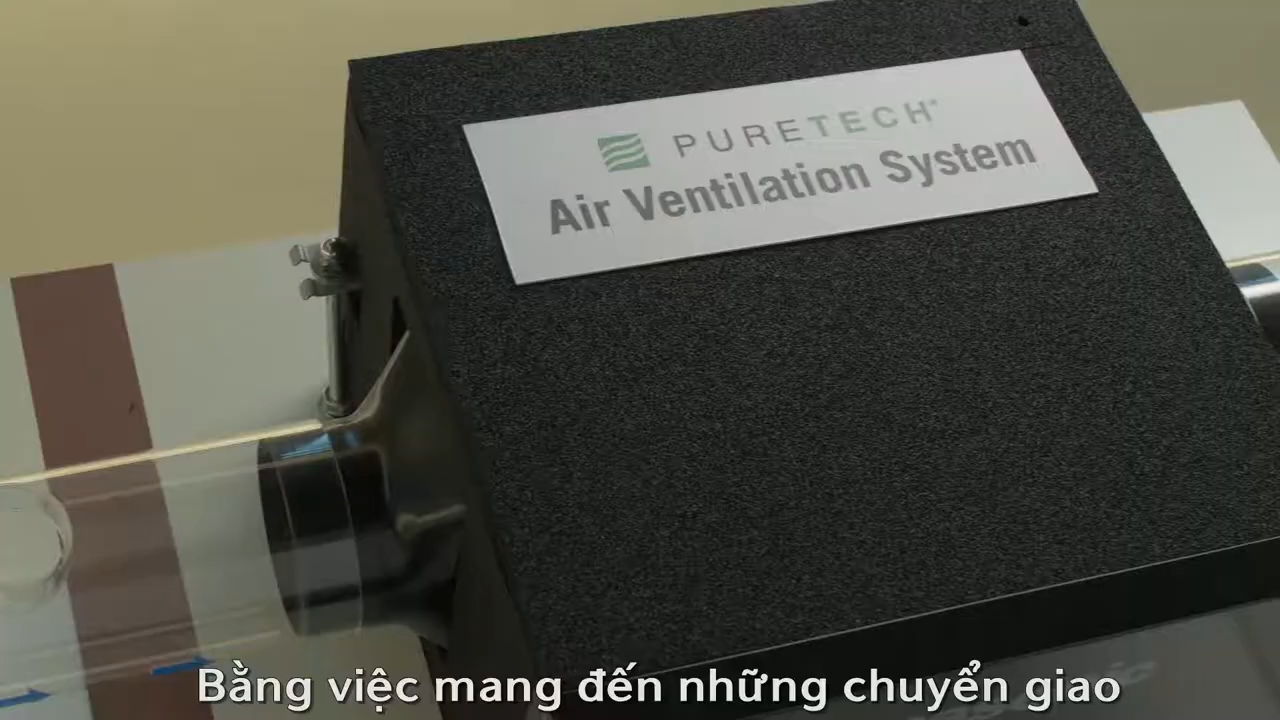 PURETECH®
Air Ventilation System
Bằng việc mang đến những chuyển giao